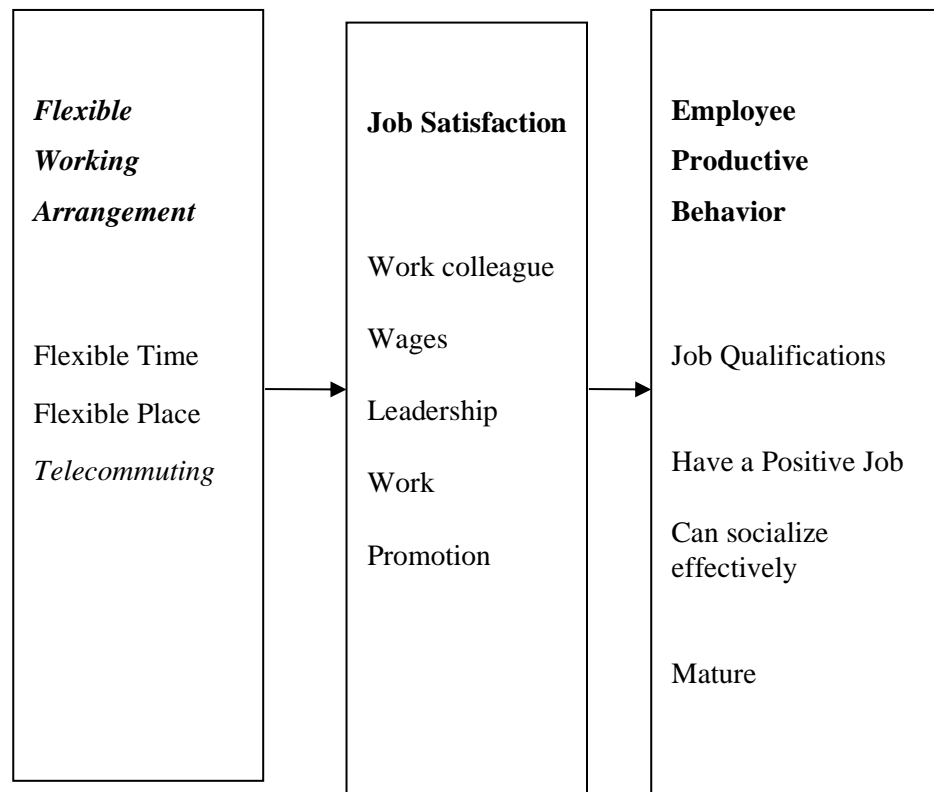 Flexible
Working
Arrangement
Flexible Time
Flexible Place
Telecommuting
Job Satisfaction
Work colleague
Wages
Leadership
Work
Promotion
Employee
Productive
Behavior
Job Qualifications
Have a Positive Job
Can socialize
effectively
Mature